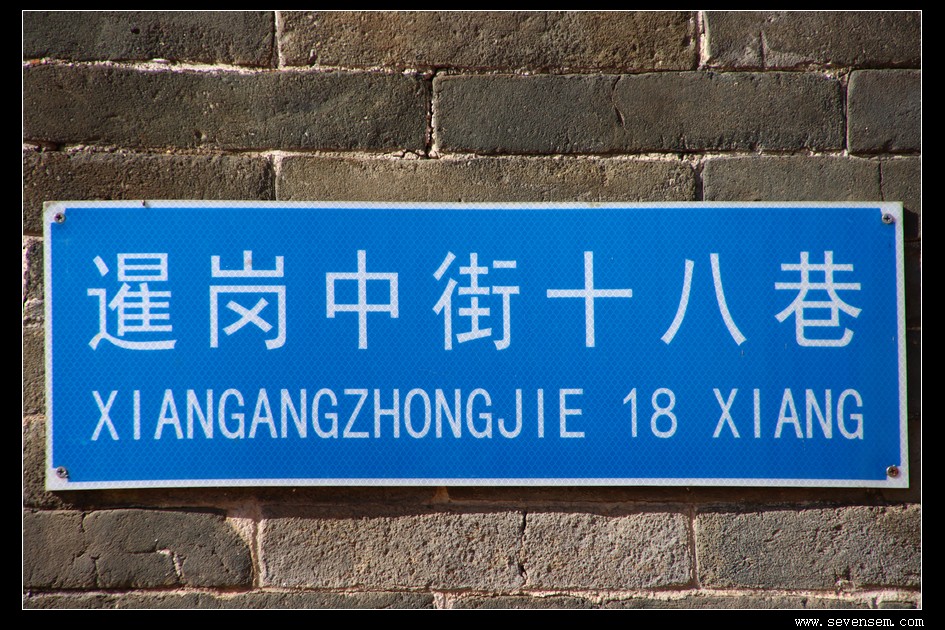 暹岗中街十八巷
XIANGANGZHONGJIE 18 XIANG
www.sevensem.com